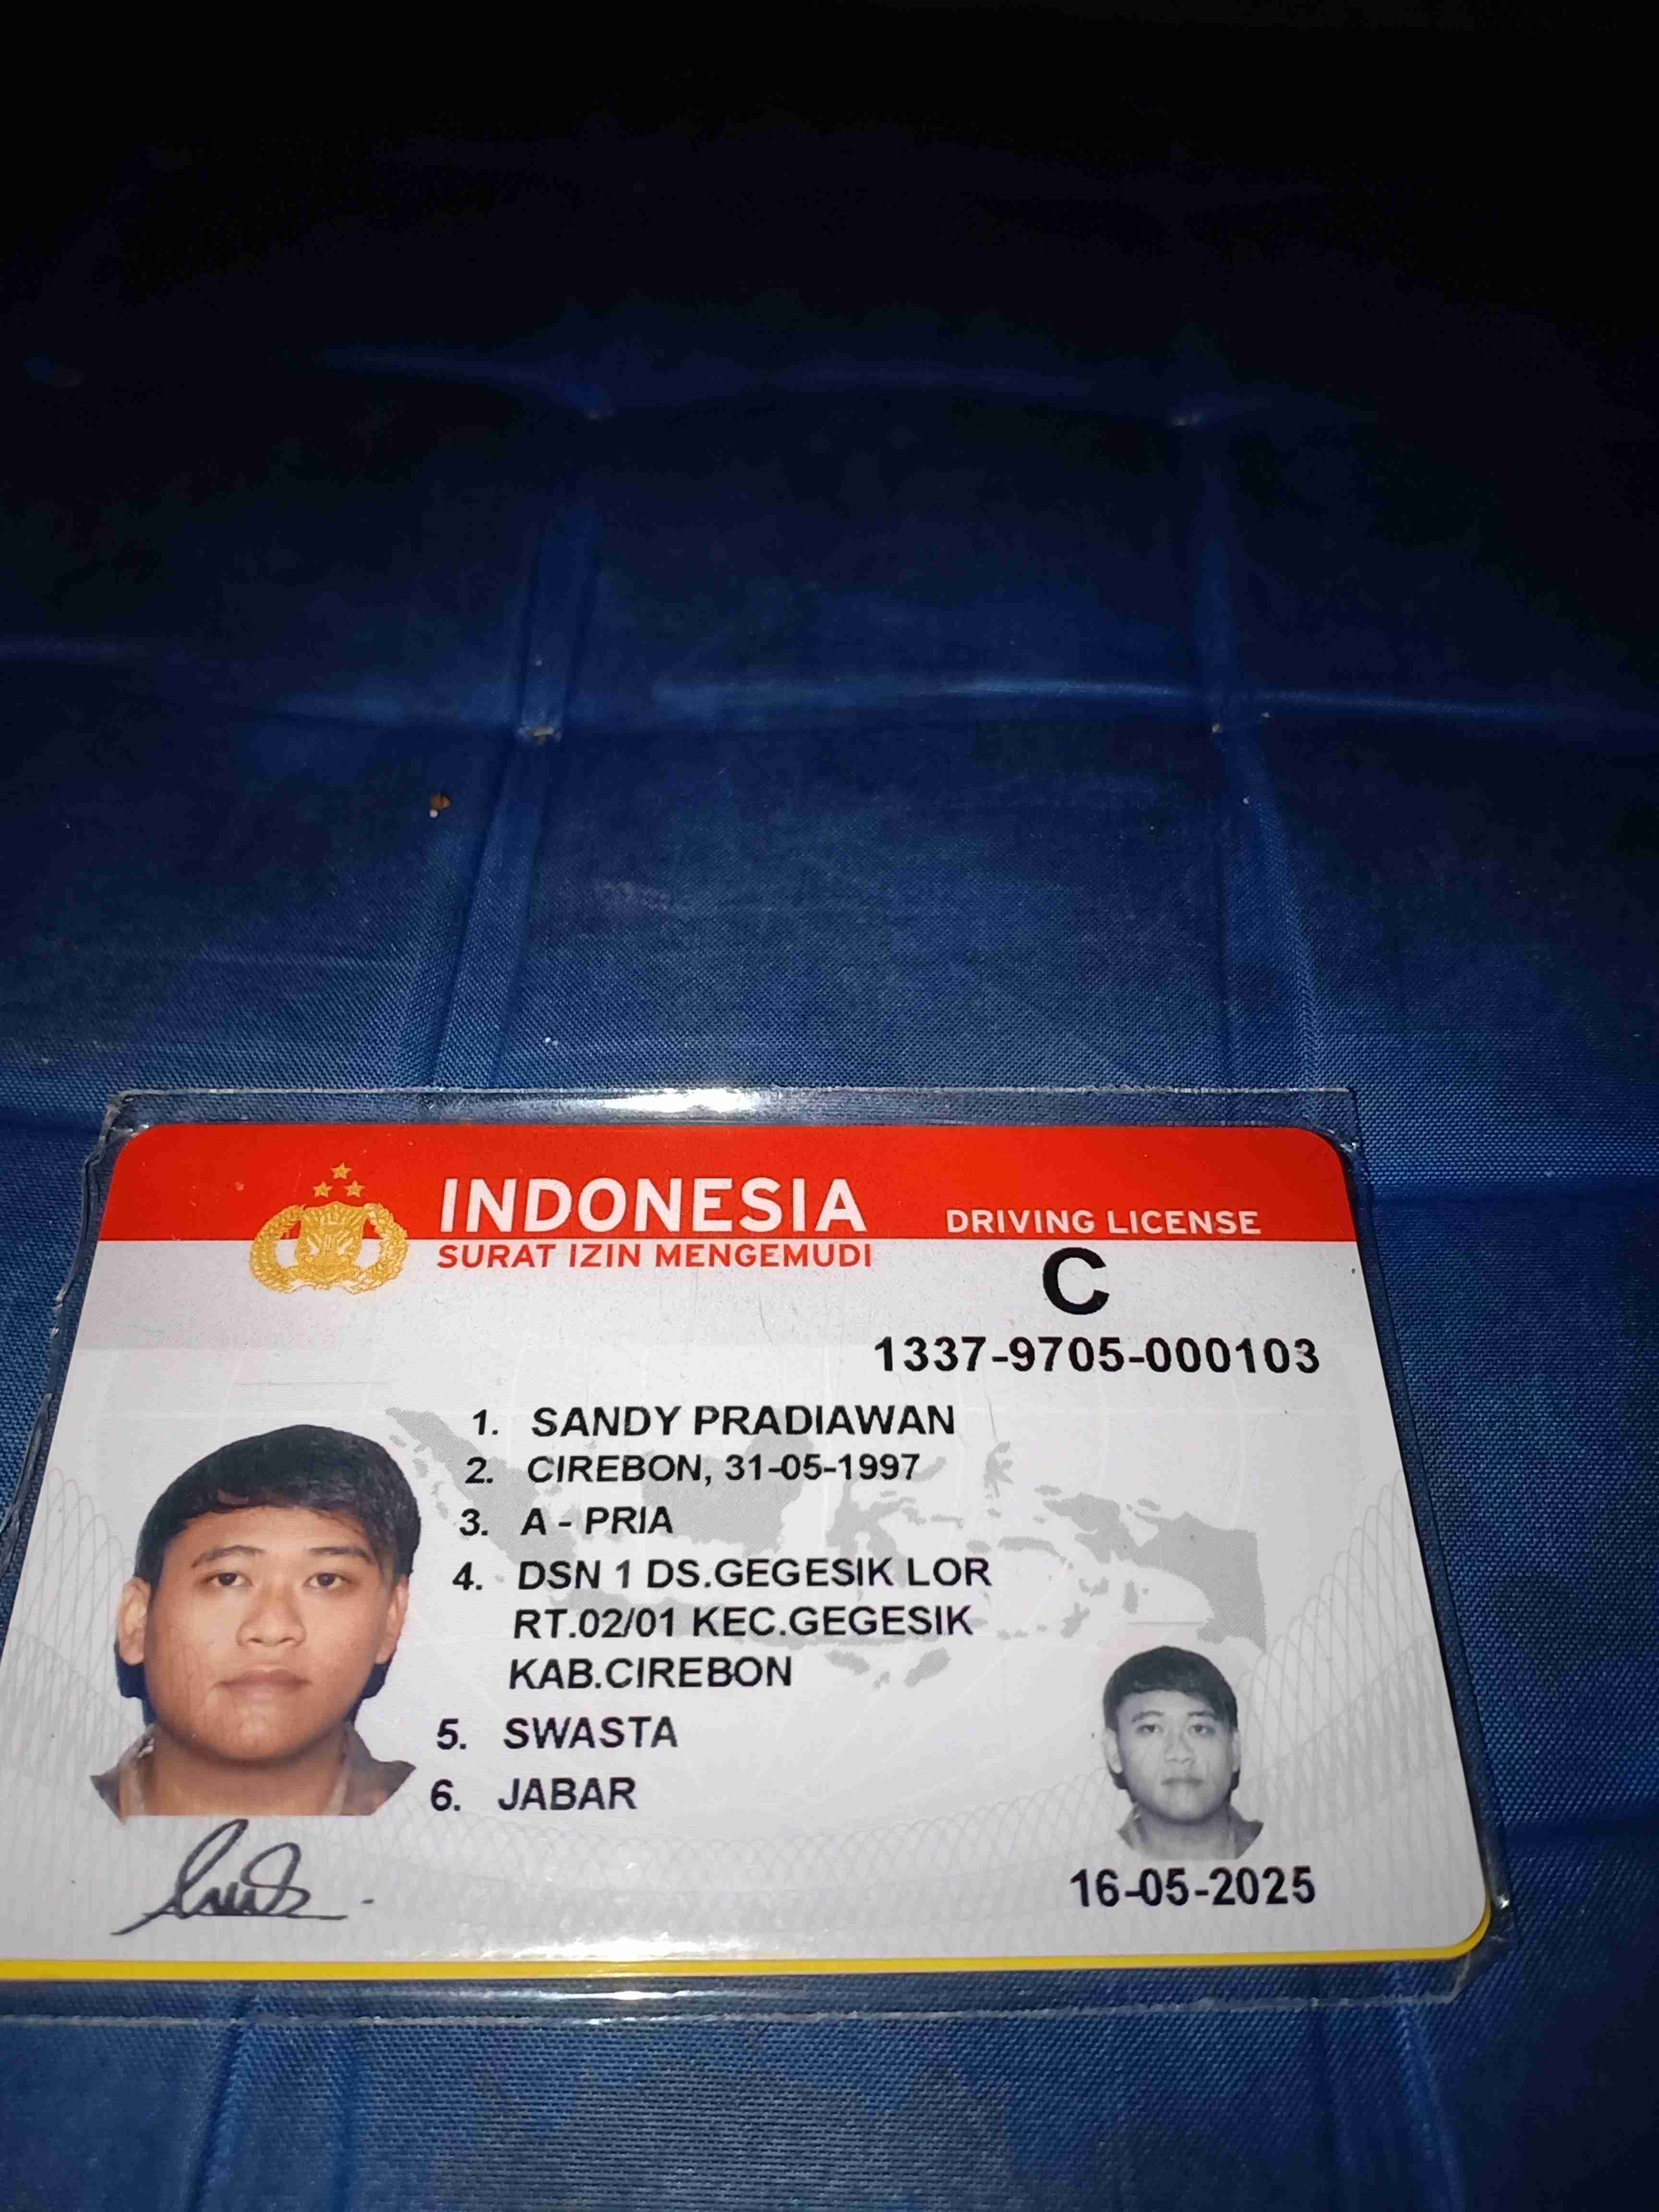 INDONESIA
SURAT IZIN MENGEMUDI
DRIVING LICENSE
C
1337-9705-000103
1. SANDY PRADIAWAN
2. CIREBON, 31-05-1997
3. A - PRIA
4. DSN 1 DS.GEGESIK LOR
RT.02/01 KEC.GEGESIK
KAB.CIREBON
5. SWASTA
6. JABAR
16-05-2025